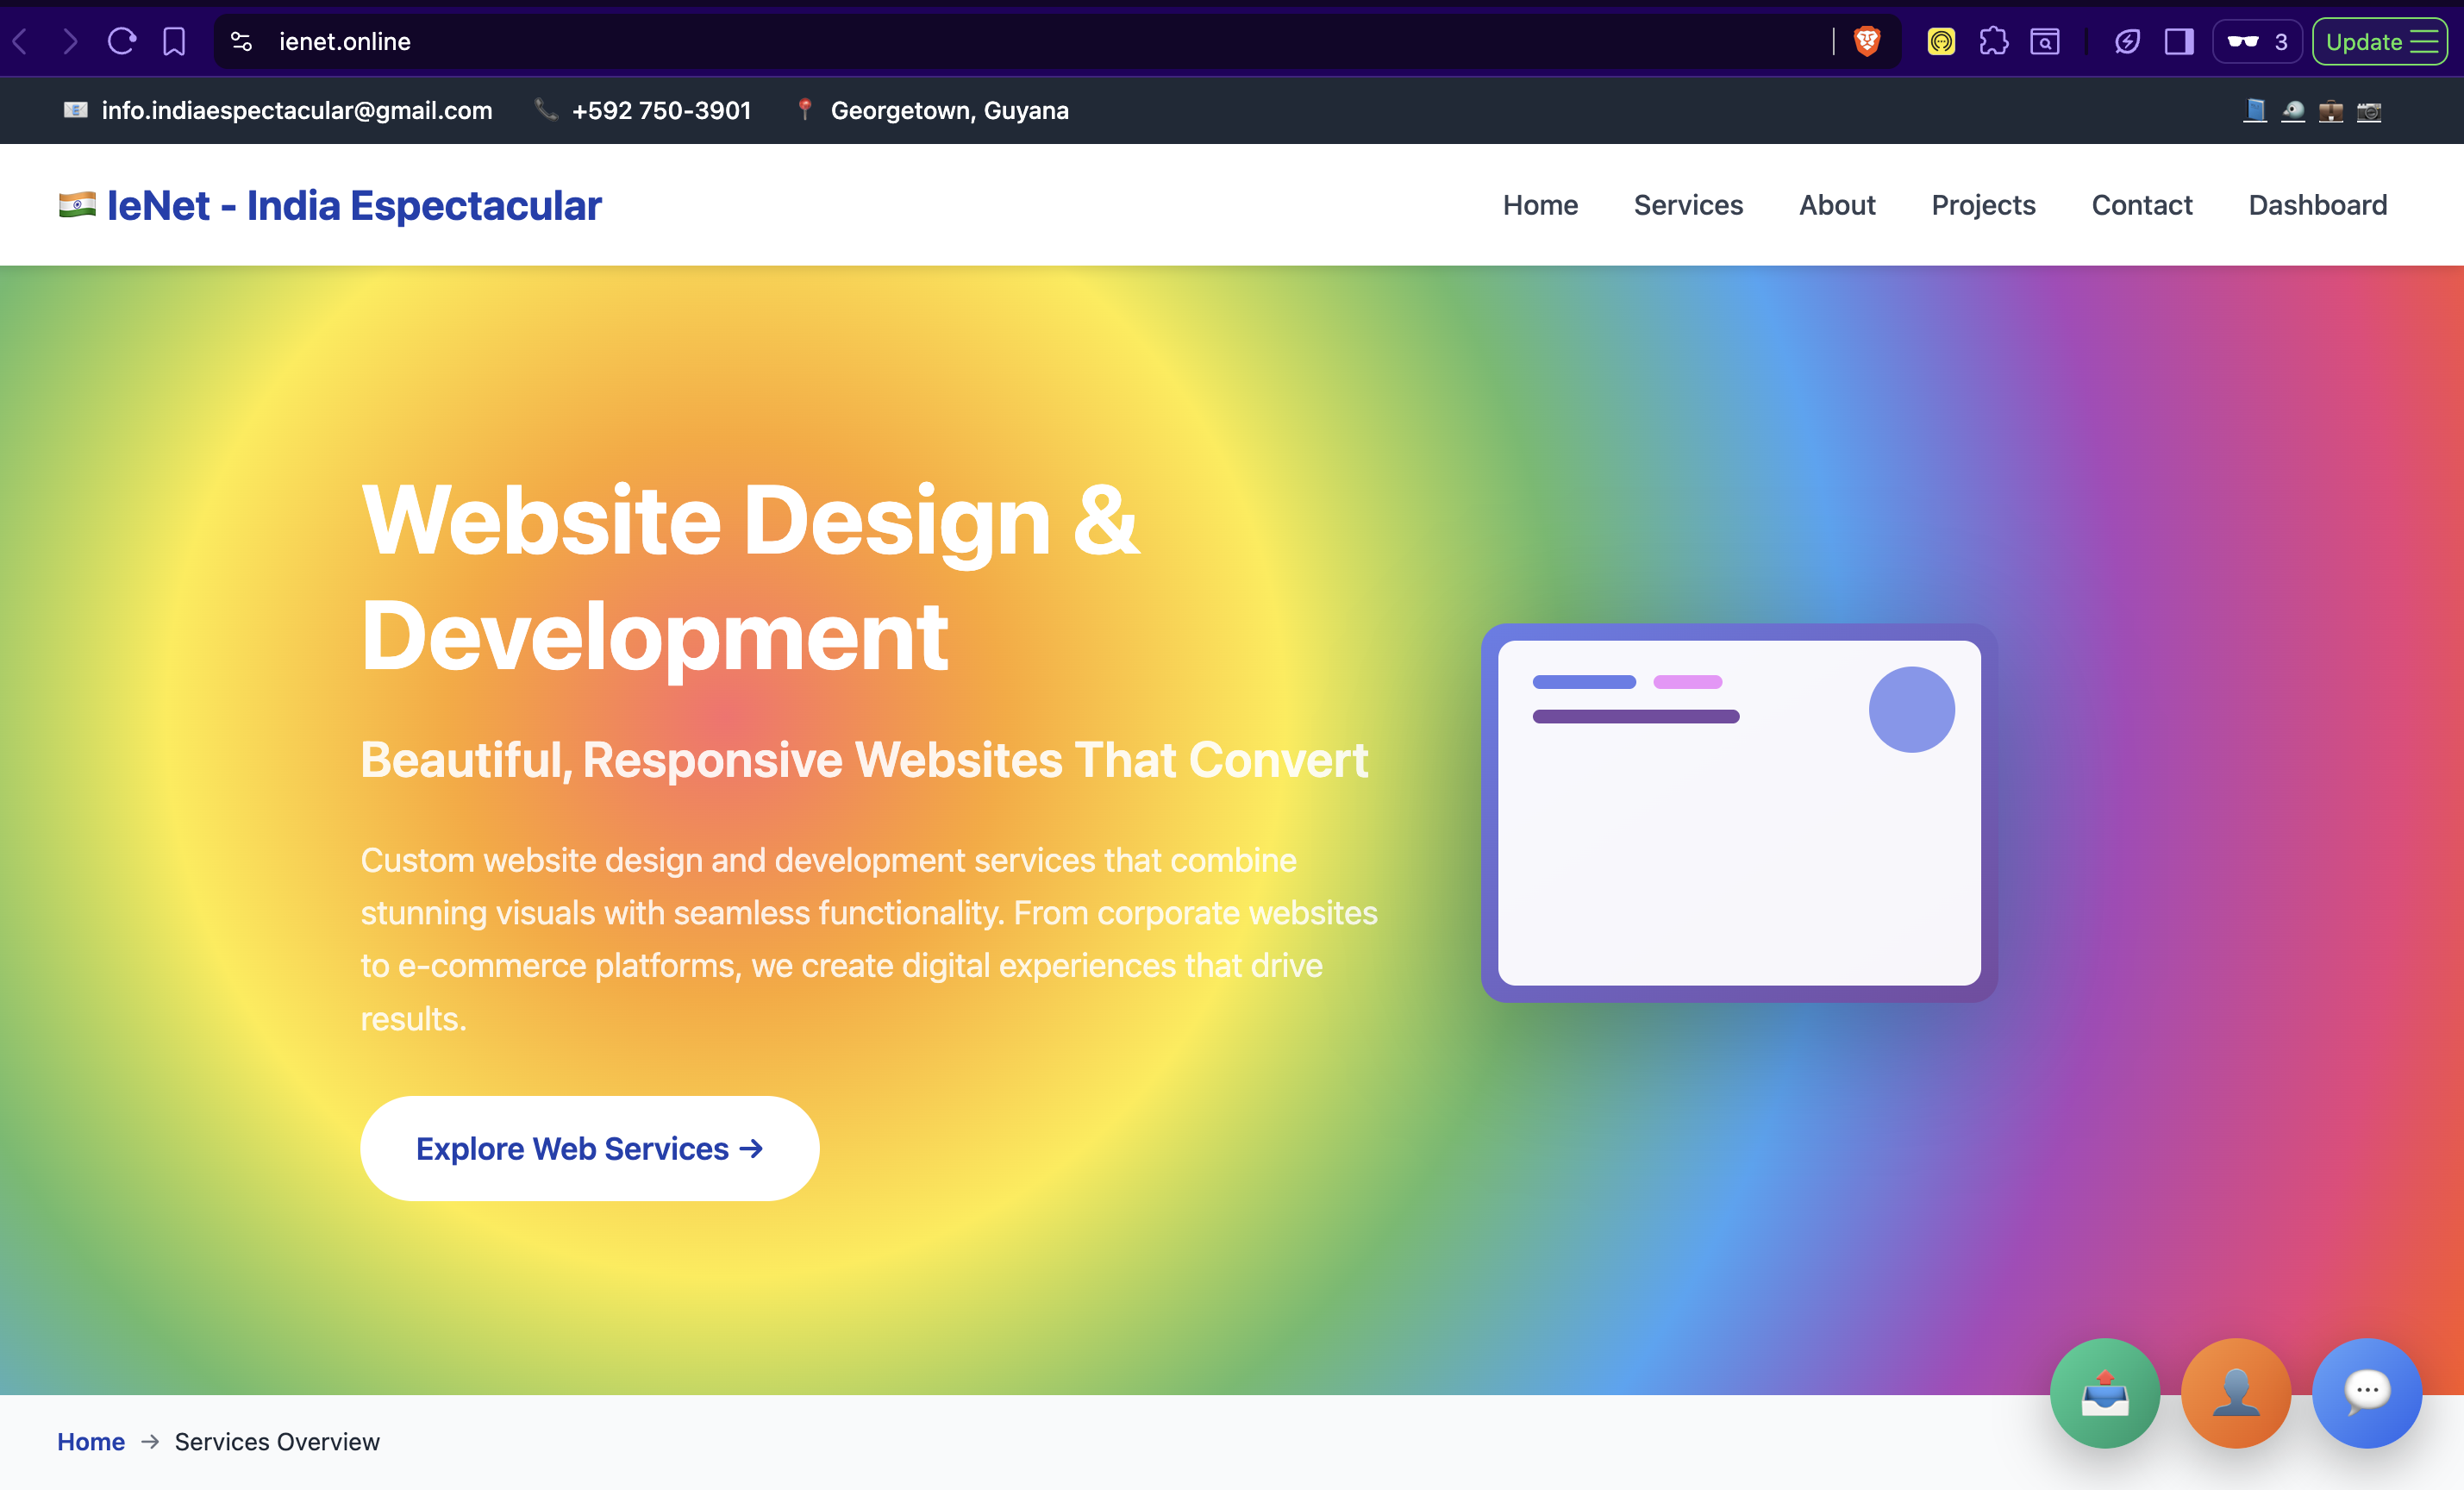 ienet.online
3
Update
info.indiaespectacular@gmail.com
+592 750-3901
Georgetown, Guyana
IeNet - India Espectacular
Home
Services
About
Projects
Contact
Dashboard
Website Design &
Development
Beautiful, Responsive Websites That Convert
Custom website design and development services that combine
stunning visuals with seamless functionality. From corporate websites
to e-commerce platforms, we create digital experiences that drive
results.
Explore Web Services →
Home → Services Overview